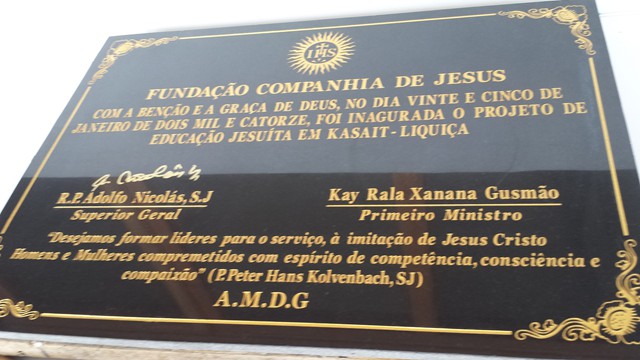 IHS
FUNDAÇÃO COMPANHIA DE JESUS
COM A BENÇÃO E A GRAÇA DE DEUS, NO DIA VINTE E CINCO DE
JANEIRO DE DOIS MIL E CATORZE, FOI INAGURADA O PROJETO DE
EDUCAÇÃO JESUÍTA EM KASAIT-LIQUIÇA
R.P. Adolfo Nicolás, S.J
Superior Geral
Kay Rala Xanana Gusmão
Primeiro Ministro
"Desejamos formar lideres para o serviço, à imitação de Jesus Cristo
Homens e Mulheres compremetidos com espírito de competência, consciência e
compaixão" (P.Peter Hans Kolvenbach, SJ)
A.M.D.G